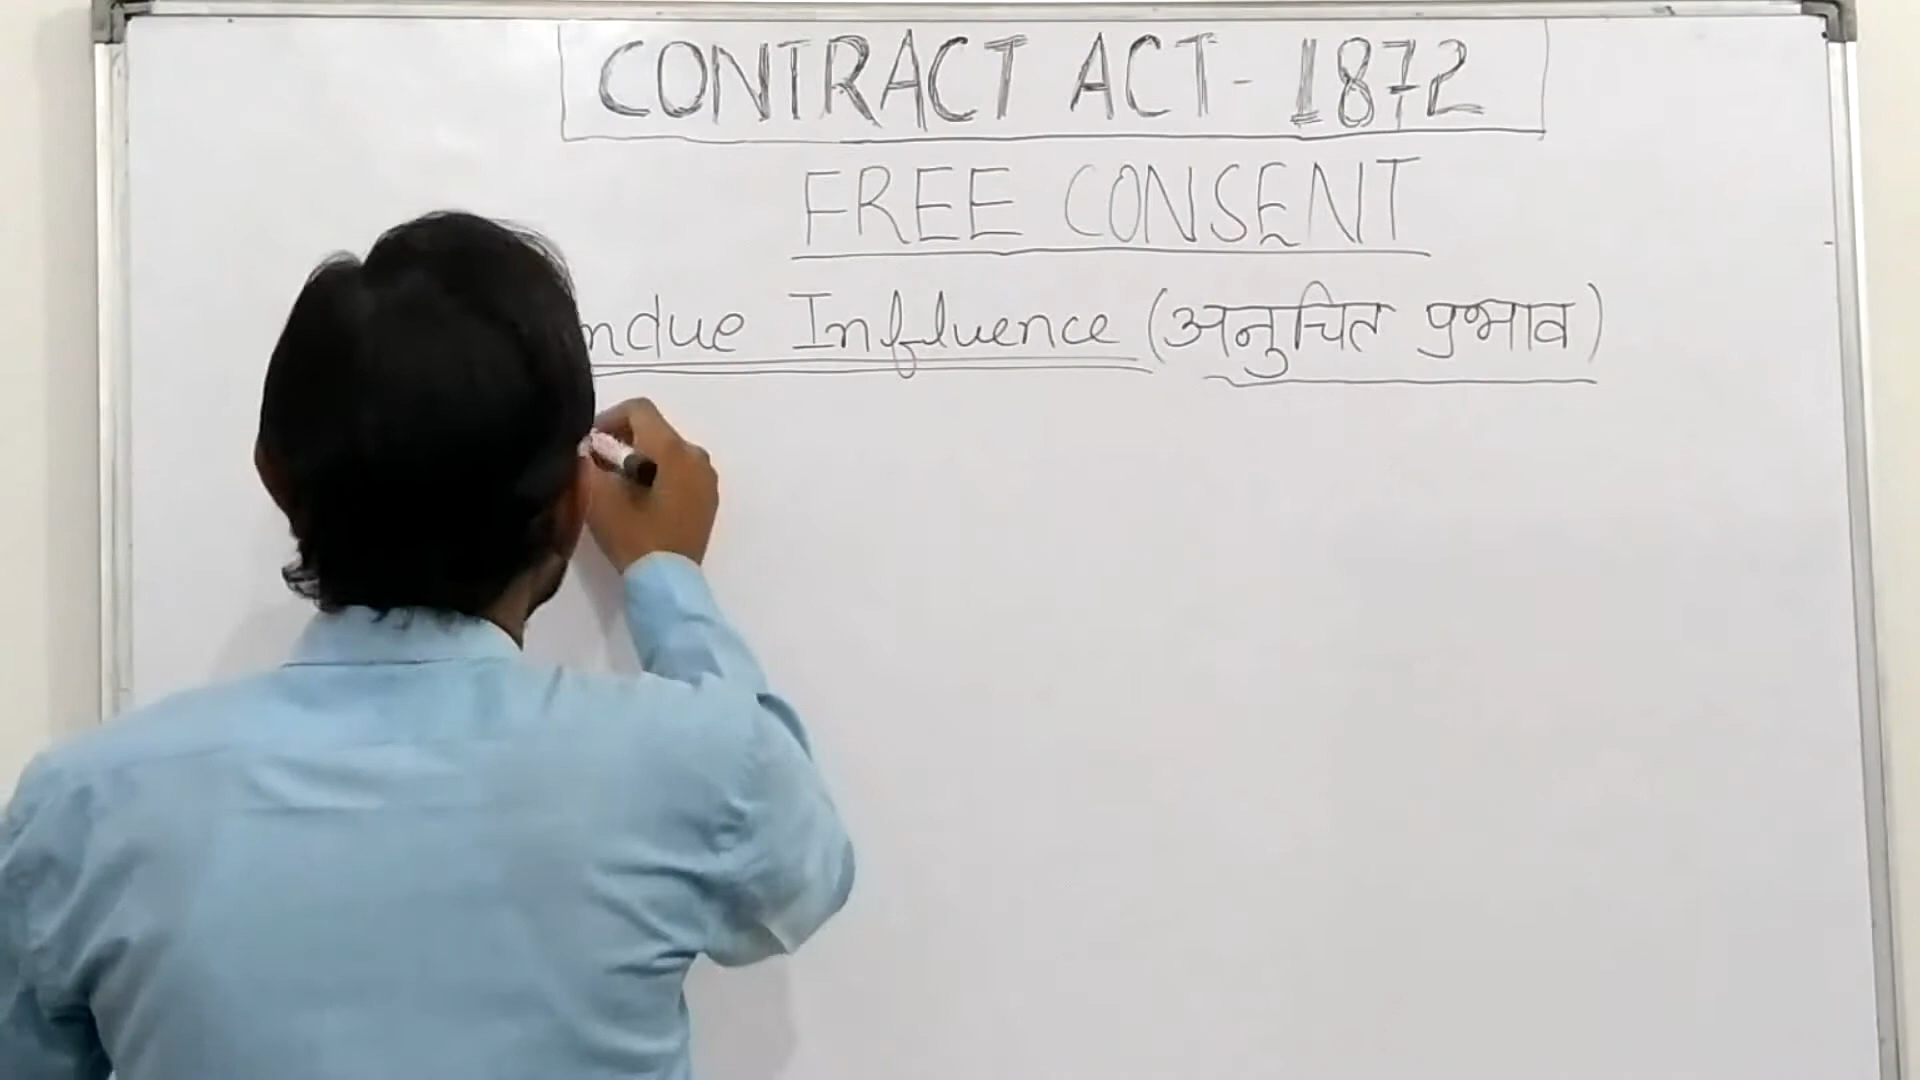 CONTRACT ACT - 1872
FREE CONSENT
ndue Influence (अनुचित प्रभाव)